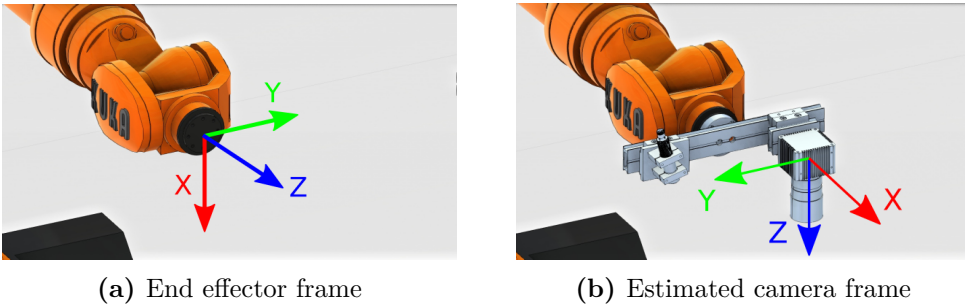 KUKA
Y
X
Z
KUKA
Y
X
Z
(a) End effector frame
(b) Estimated camera frame